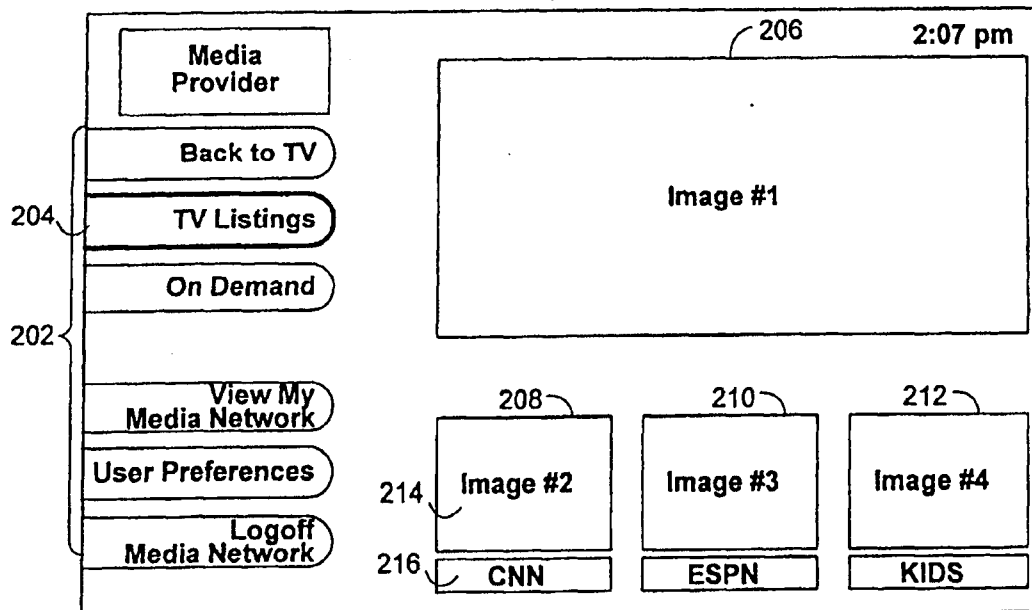 206
2:07 pm
Media
Provider
Back to TV
204
TV Listings
Image #1
On Demand
202
View My
Media Network
208
210
212
User Preferences
214
Image #2
Image #3
Image #4
Logoff
Media Network
216
CNN
ESPN
KIDS